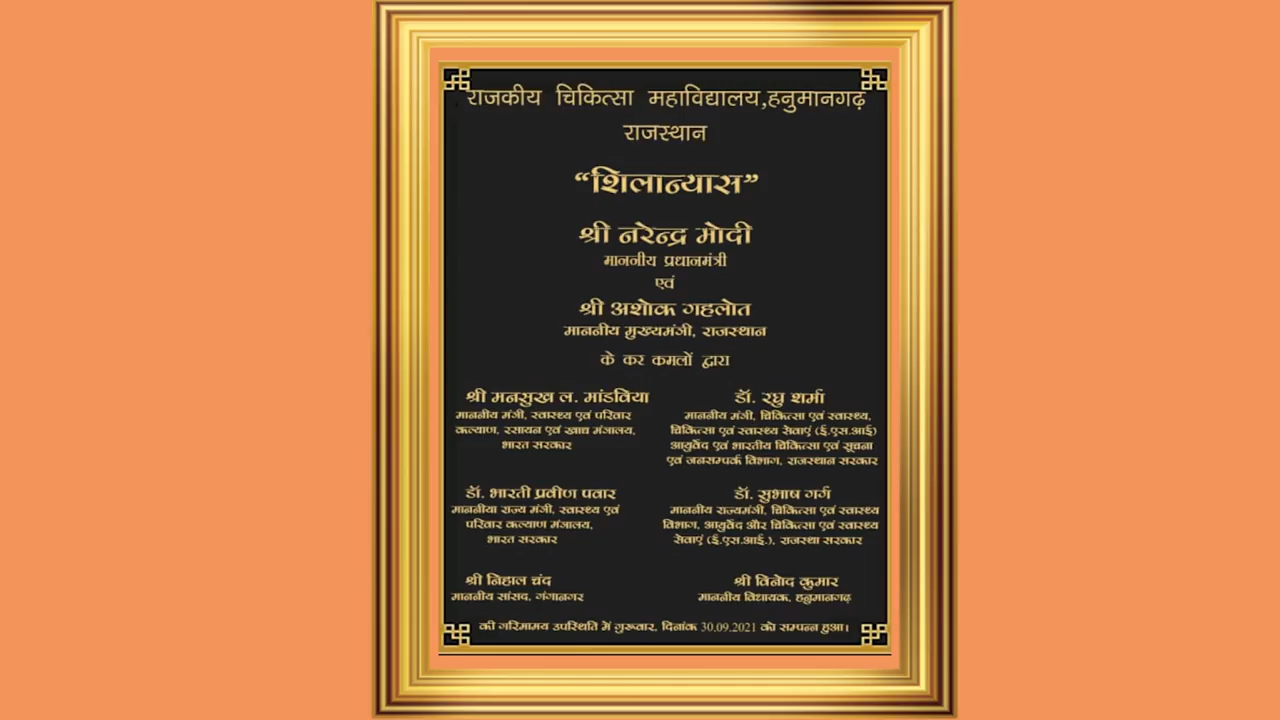 राजकीय चिकित्सा महाविद्यालय,हनुमानगढ़
राजस्थान
“शिलान्यास”
श्री नरेन्द्र मोदी
माननीय प्रधानमंत्री
एवं
श्री अशोक गहलोत
माननीय मुख्यमंत्री, राजस्थान
के कर कमलों द्वारा
श्री मनसुख ल. मांडविया
माननीय मंत्री, स्वास्थ्य एवं परिवार
कल्याण, रसायन एवं खाद्य मंत्रालय,
भारत सरकार
डॉ. रघु शर्मा
माननीय मंत्री, चिकित्सा एवं स्वास्थ्य,
चिकित्सा एवं स्वास्थ्य सेवाएं (ई.एस.आई)
आयुर्वेद एवं भारतीय चिकित्सा एवं सूचना
एवं जनसम्पर्क विभाग, राजस्थान सरकार
डॉ. भारती प्रवीण पवार
माननीया राज्य मंत्री, स्वास्थ्य एवं
परिवार कल्याण मंत्रालय,
भारत सरकार
डॉ. सुभाष गर्ग
माननीय राज्यमंत्री, चिकित्सा एवं स्वास्थ्य
विभाग, आयुर्वेद और चिकित्सा एवं स्वास्थ्य
सेवाएं (ई.एस.आई.), राजस्था सरकार
श्री निहाल चंद
माननीय सांसद, गंगानगर
श्री विनोद कुमार
माननीय विधायक, हनुमानगढ़
की गरिमामय उपस्थिति में गुरूवार, दिनांक 30.09.2021 को सम्पन्न हुआ।